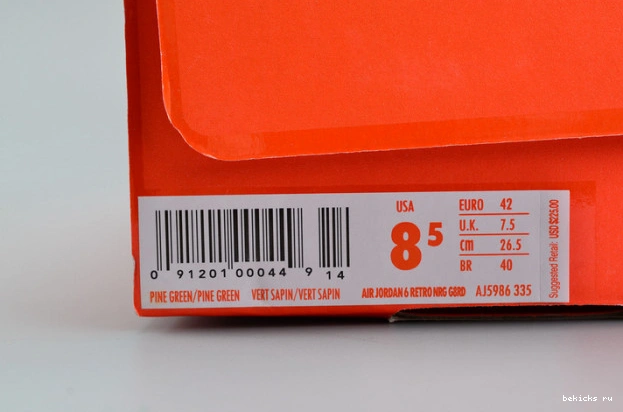 USA
8 5
EURO 42
U.K. 7.5
Cm 26.5
BR 40
Suggested Retail: USD $225.00
0 91201 00044 9 14
PINE GREEN/PINE GREEN VERT SAPIN/VERT SAPIN
AIR JORDAN 6 RETRO NRG G8RD AJ5986 335
bekicks ru